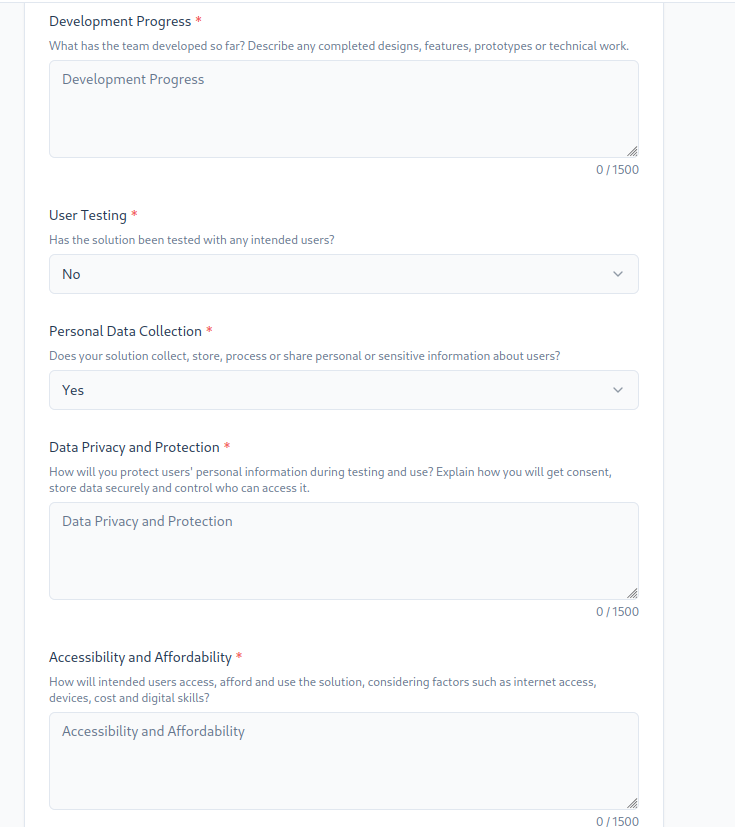 Development Progress *
What has the team developed so far? Describe any completed designs, features, prototypes or technical work.
Development Progress
0 / 1500
User Testing *
Has the solution been tested with any intended users?
No
Personal Data Collection *
Does your solution collect, store, process or share personal or sensitive information about users?
Yes
Data Privacy and Protection *
How will you protect users' personal information during testing and use? Explain how you will get consent,
store data securely and control who can access it.
Data Privacy and Protection
0 / 1500
Accessibility and Affordability *
How will intended users access, afford and use the solution, considering factors such as internet access,
devices, cost and digital skills?
Accessibility and Affordability
0 / 1500